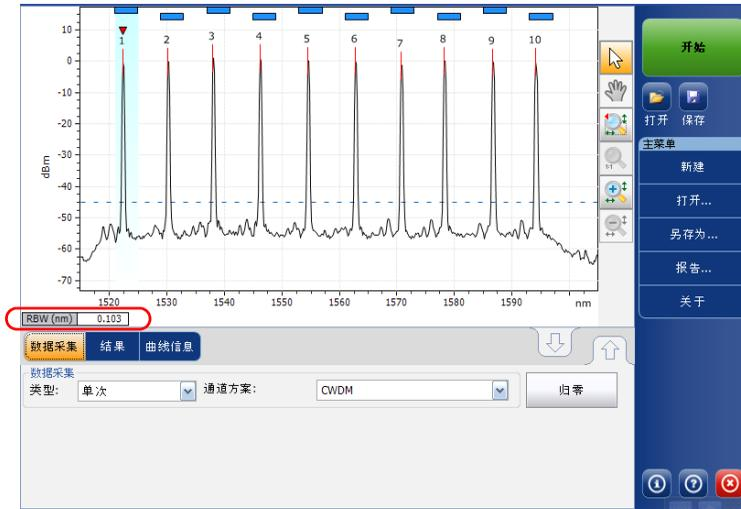 10
0
-10
-20
-30
-40
-50
-60
-70
dBm
1 2 3 4 5 6 7 8 9 10
1520 1530 1540 1550 1560 1570 1580 1590 nm
RBW (nm) 0.103
数据采集 结果 曲线信息
数据采集
类型: 单次 通道方案: CWDM 归零
1:1
开始
打开 保存
主菜单
新建
打开...
另存为...
报告...
关于